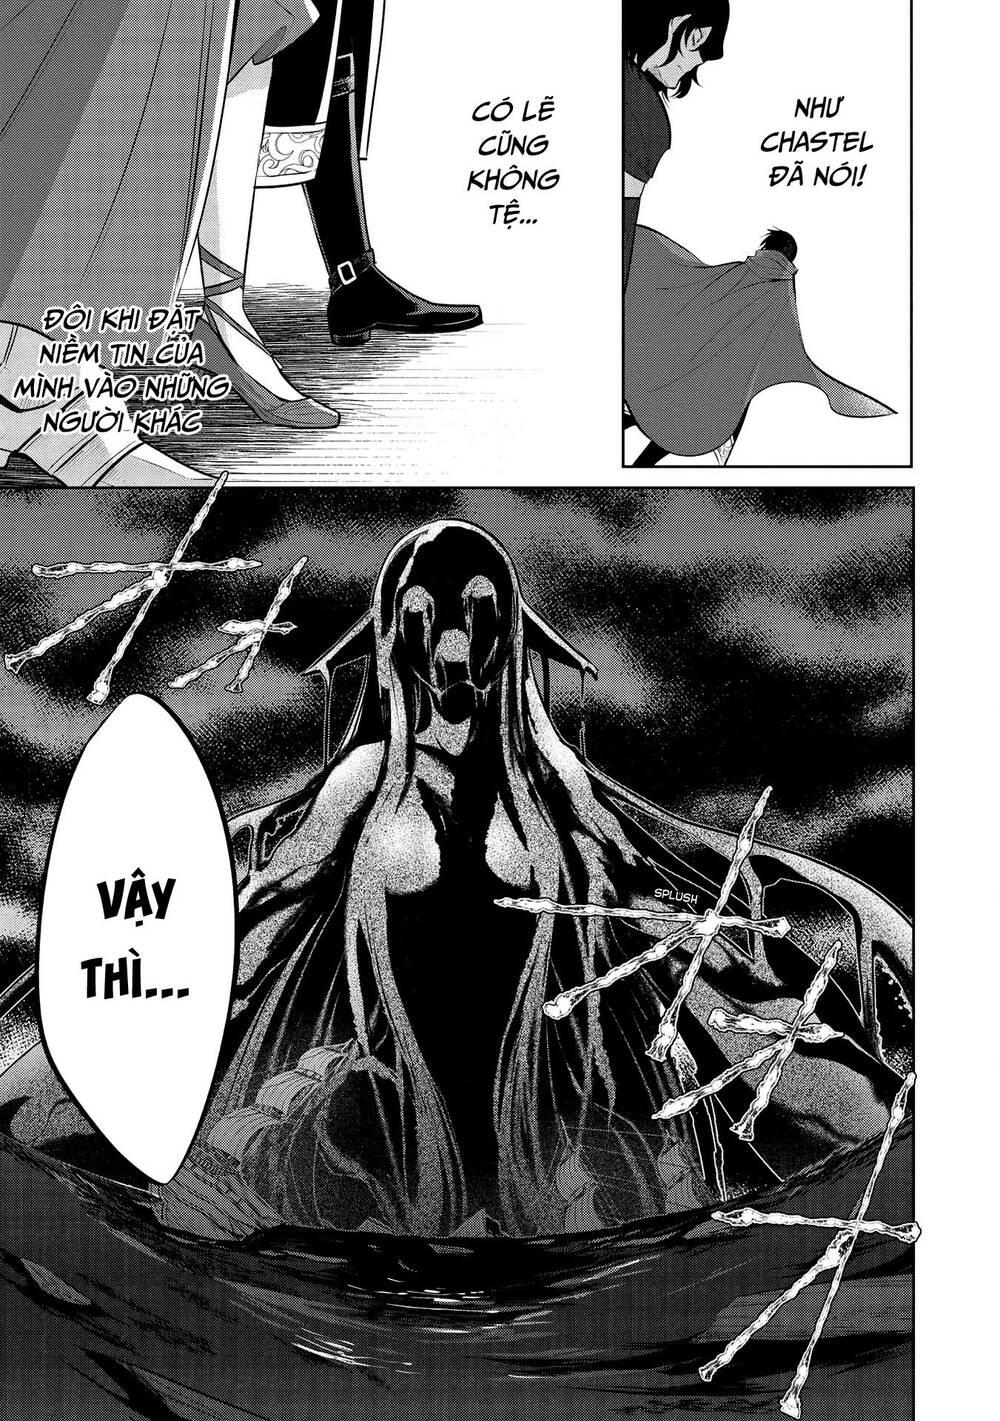 NHƯ
CHASTEL
ĐÃ NÓI!
CÓ LẼ
CŨNG
KHÔNG
TỆ...
ĐÔI KHI ĐẶT
NIỀM TIN CỦA
MÌNH VÀO NHỮNG
NGƯỜI KHÁC
VẬY
THÌ...
SPLUSH